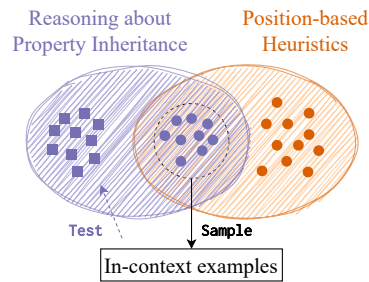 Reasoning about
Property Inheritance
Position-based
Heuristics
Test
Sample
In-context examples